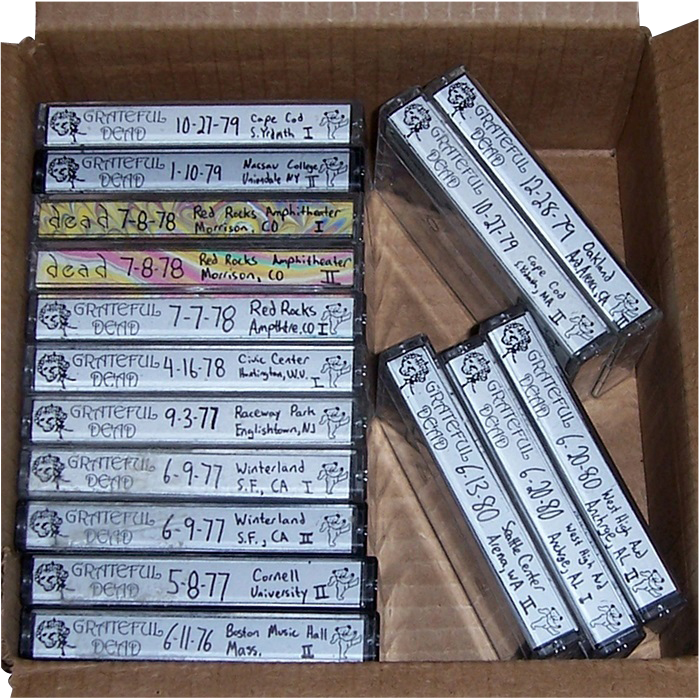 GRATEFUL DEAD 10-27-79 Cape Cod
S. Yrdmth I
GRATEFUL DEAD 1-10-79 Nassau College
Uniondale NY II
dead 7-8-78 Red Rocks Amphitheater
Morrison, CO I
dead 7-8-78 Red Rocks Amphitheater
Morrison, CO II
GRATEFUL DEAD 7-7-78 Red Rocks
Ampthtre, CO I
GRATEFUL DEAD 4-16-78 Civic Center
Huntington, W.V. I
GRATEFUL DEAD 9-3-77 Raceway Park
Englishtown, NJ
GRATEFUL DEAD 6-9-77 Winterland
S.F., CA I
GRATEFUL DEAD 6-9-77 Winterland
S.F., CA II
GRATEFUL DEAD 5-8-77 Cornell
University II
GRATEFUL DEAD 6-11-76 Boston Music Hall
Mass. II
GRATEFUL DEAD 10-27-79 Cape Cod
MA II
GRATEFUL DEAD 12-28-79 Oakland
II
GRATEFUL DEAD 6-13-80 Seattle Center
Arena, WA II
GRATEFUL DEAD 6-20-80 West High Aud
AL I
GRATEFUL DEAD 6-20-80 West High Aud
AL II